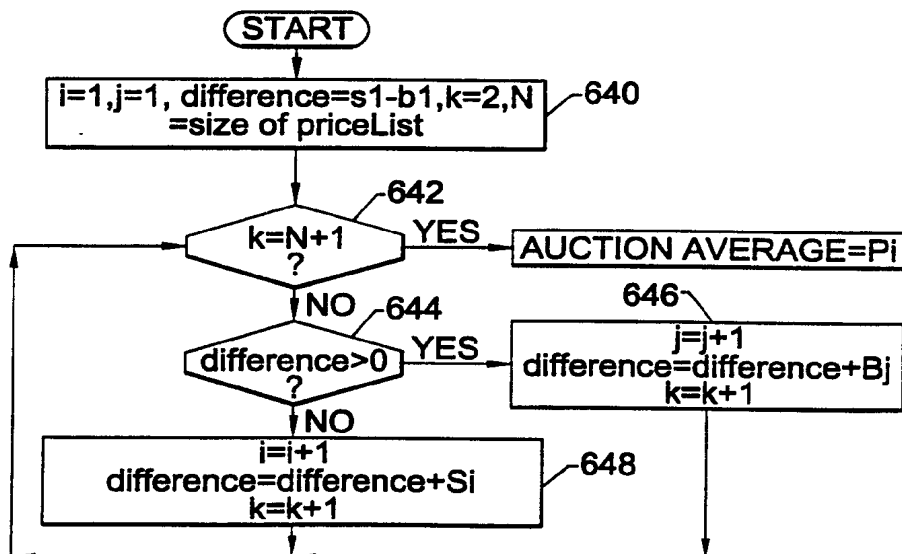 START
i=1,j=1, difference=s1-b1,k=2,N
=size of priceList
640
642
k=N+1
?
YES
AUCTION AVERAGE=Pi
NO
644
646
difference>0
?
YES
j=j+1
difference=difference+Bj
k=k+1
NO
i=i+1
difference=difference+Si
k=k+1
648